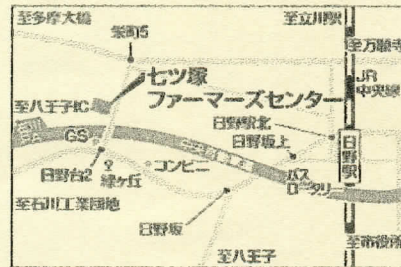 至多摩大橋
至立川駅
栄町5
至万願寺
七ツ塚
ファーマーズセンター
JR
中央線
至八王子IC
日野駅北
GS
日野坂上
日野駅
日野台2
緑ケ丘
コンビニ
バス
ロータリー
至石川工業団地
日野坂
至市役所
至八王子